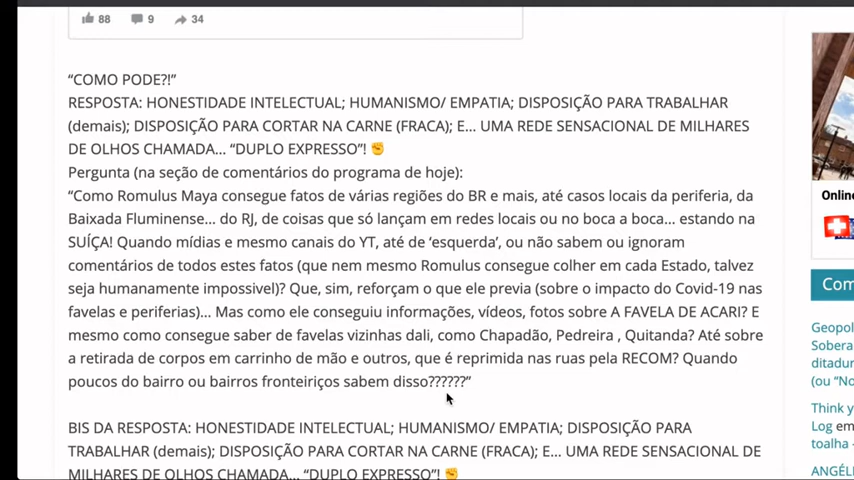 88 9 34
“COMO PODE?!”
RESPOSTA: HONESTIDADE INTELECTUAL; HUMANISMO/ EMPATIA; DISPOSIÇÃO PARA TRABALHAR
(demais); DISPOSIÇÃO PARA CORTAR NA CARNE (FRACA); E... UMA REDE SENSACIONAL DE MILHARES
DE OLHOS CHAMADA... “DUPLO EXPRESSO”! ✊
Pergunta (na seção de comentários do programa de hoje):
“Como Romulus Maya consegue fatos de várias regiões do BR e mais, até casos locais da periferia, da
Baixada Fluminense... do RJ, de coisas que só lançam em redes locais ou no boca a boca... estando na
SUÍÇA! Quando mídias e mesmo canais do YT, até de ‘esquerda’, ou não sabem ou ignoram
comentários de todos estes fatos (que nem mesmo Romulus consegue colher em cada Estado, talvez
seja humanamente impossivel)? Que, sim, reforçam o que ele previa (sobre o impacto do Covid-19 nas
favelas e periferias)... Mas como ele conseguiu informações, vídeos, fotos sobre A FAVELA DE ACARI? E
mesmo como consegue saber de favelas vizinhas dali, como Chapadão, Pedreira , Quitanda? Até sobre
a retirada de corpos em carrinho de mão e outros, que é reprimida nas ruas pela RECOM? Quando
poucos do bairro ou bairros fronteiriços sabem disso??????”
BIS DA RESPOSTA: HONESTIDADE INTELECTUAL; HUMANISMO/ EMPATIA; DISPOSIÇÃO PARA
TRABALHAR (demais); DISPOSIÇÃO PARA CORTAR NA CARNE (FRACA); E... UMA REDE SENSACIONAL DE
MILHARES DE OLHOS CHAMADA... “DUPLO EXPRESSO”! ✊
Online
Com
Geopol
Sobera
ditadur
(ou “No
Think y
Log em
toalha
ANGÉL